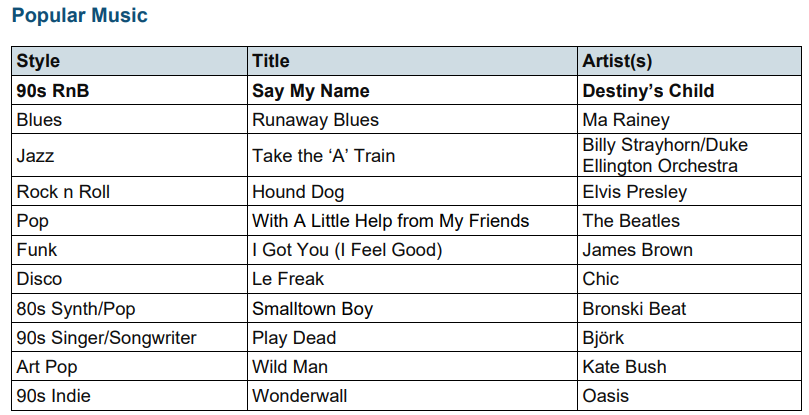 Popular Music
Style Title Artist(s)
90s RnB Say My Name Destiny’s Child
Blues Runaway Blues Ma Rainey
Jazz Take the ‘A’ Train Billy Strayhorn/Duke
Ellington Orchestra
Rock n Roll Hound Dog Elvis Presley
Pop With A Little Help from My Friends The Beatles
Funk I Got You (I Feel Good) James Brown
Disco Le Freak Chic
80s Synth/Pop Smalltown Boy Bronski Beat
90s Singer/Songwriter Play Dead Björk
Art Pop Wild Man Kate Bush
90s Indie Wonderwall Oasis